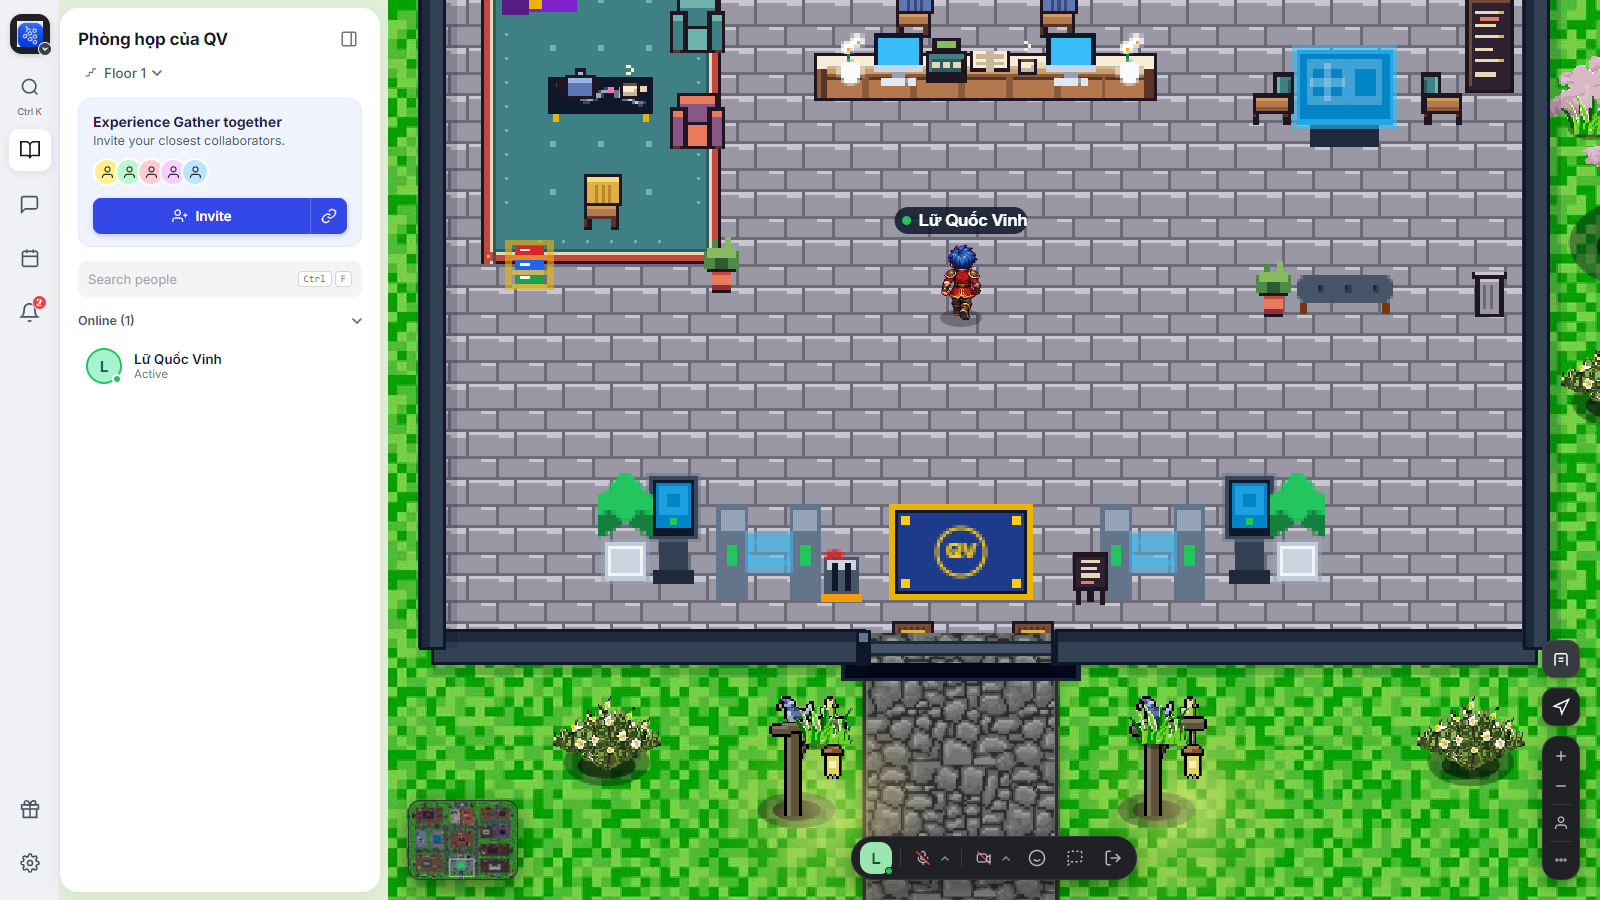 Phòng họp của QV
Floor 1
Ctrl K
Experience Gather together
Invite your closest collaborators.
Invite
Search people
Ctrl F
2
Online (1)
L
Lữ Quốc Vinh
Active
Lữ Quốc Vinh
QV
L